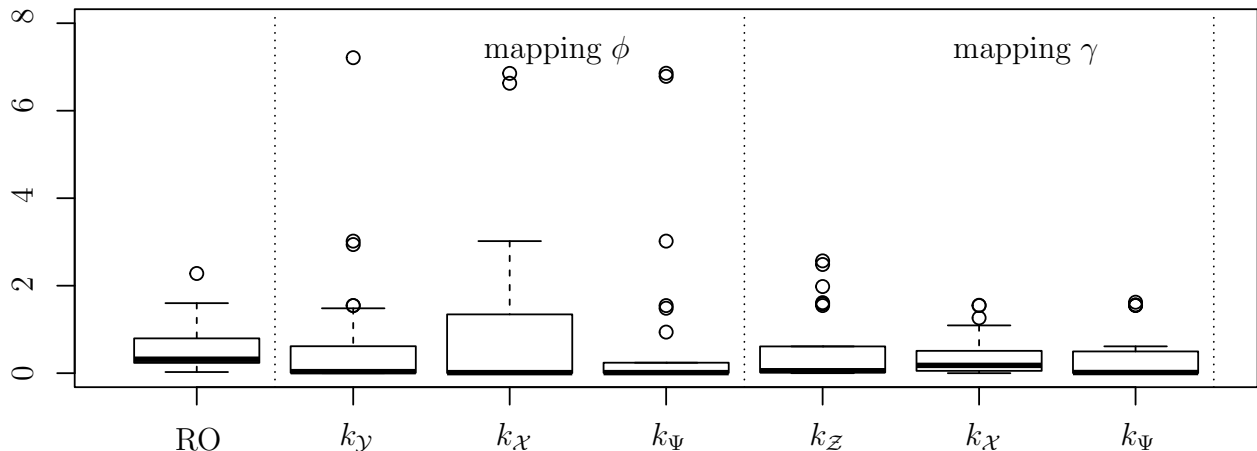 mapping ϕ mapping γ
8
6
4
2
0
RO k𝒴 k𝒳 kΨ k𝒵 k𝒳 kΨ